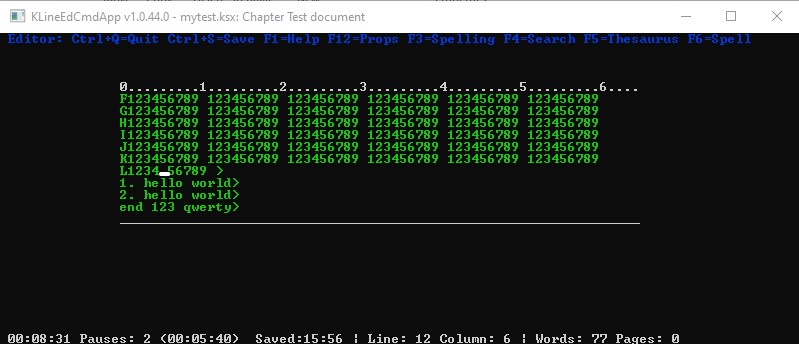 KLineEdCmdApp v1.0.44.0 - mytest.ksx: Chapter Test document
Editor: Ctrl+Q=Quit Ctrl+S=Save F1=Help F12=Props F3=Spelling F4=Search F5=Thesaurus F6=Spell
0.........1.........2.........3.........4.........5.........6....
F123456789 123456789 123456789 123456789 123456789 123456789
G123456789 123456789 123456789 123456789 123456789 123456789
H123456789 123456789 123456789 123456789 123456789 123456789
I123456789 123456789 123456789 123456789 123456789 123456789
J123456789 123456789 123456789 123456789 123456789 123456789
K123456789 123456789 123456789 123456789 123456789 123456789
L1234 56789 >
1. hello world>
2. hello world>
end 123 qwerty>
00:08:31 Pauses: 2 (00:05:40) Saved:15:56 ¦ Line: 12 Column: 6 ¦ Words: 77 Pages: 0